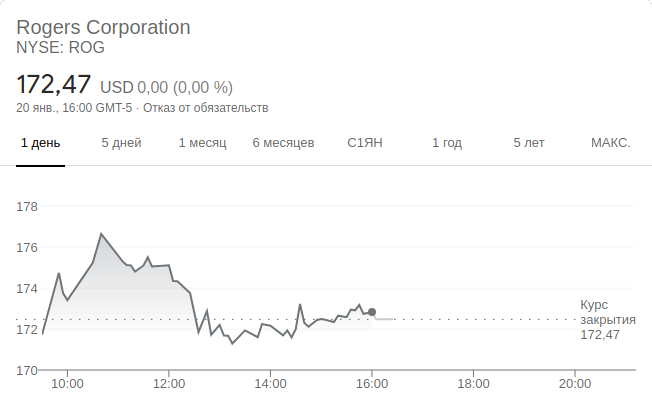 Rogers Corporation
NYSE: ROG
172,47 USD 0,00 (0,00 %)
20 янв., 16:00 GMT-5 · Отказ от обязательств
1 день 5 дней 1 месяц 6 месяцев С1ЯН 1 год 5 лет МАКС.
178
176
174
Курс
закрытия
172
172,47
170
10:00 12:00 14:00 16:00 18:00 20:00